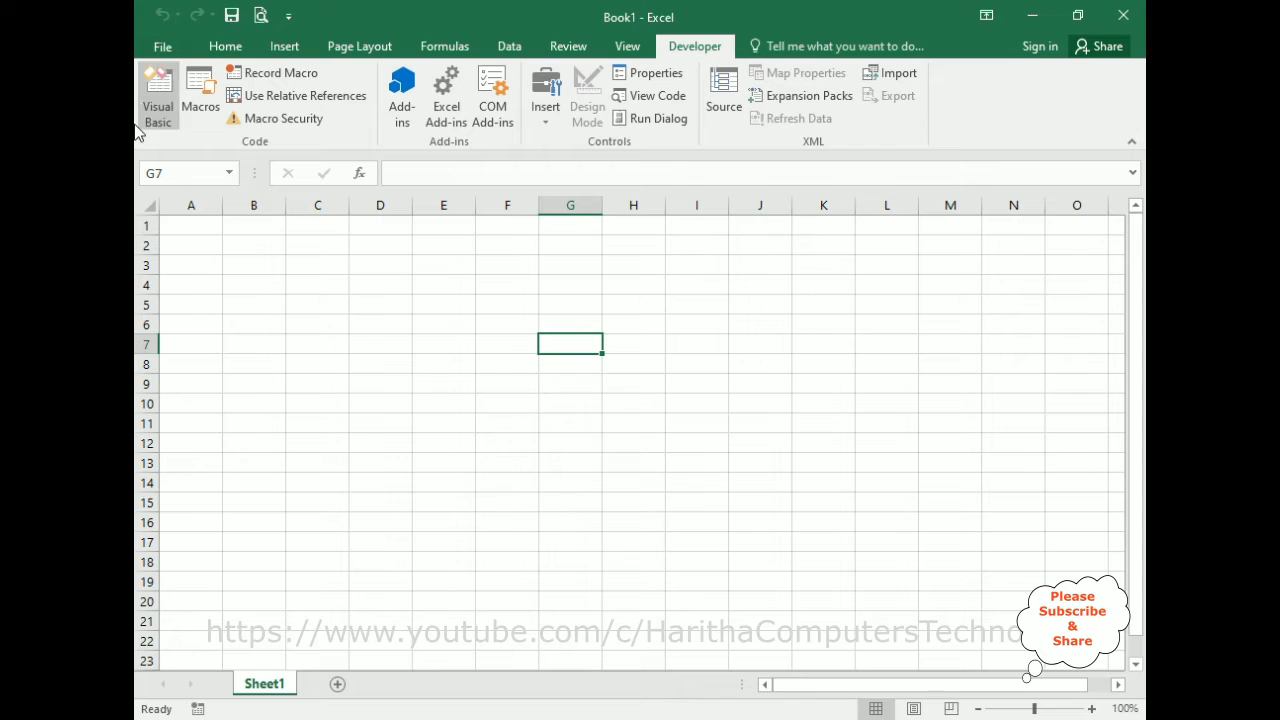 Book1 - Excel
File Home Insert Page Layout Formulas Data Review View Developer Tell me what you want to do... Sign in Share
Visual Basic
Macros
Record Macro
Use Relative References
Macro Security
Code
Add-ins
Excel Add-ins
COM Add-ins
Add-ins
Insert
Design Mode
Properties
View Code
Run Dialog
Controls
Source
Map Properties
Expansion Packs
Refresh Data
Import
Export
XML
G7 fx
A B C D E F G H I J K L M N O
1
2
3
4
5
6
7
8
9
10
11
12
13
14
15
16
17
18
19
20
21
22
23
Please
Subscribe
&
Share
https://www.youtube.com/c/HarithaComputersTechno
Sheet1
Ready
100%